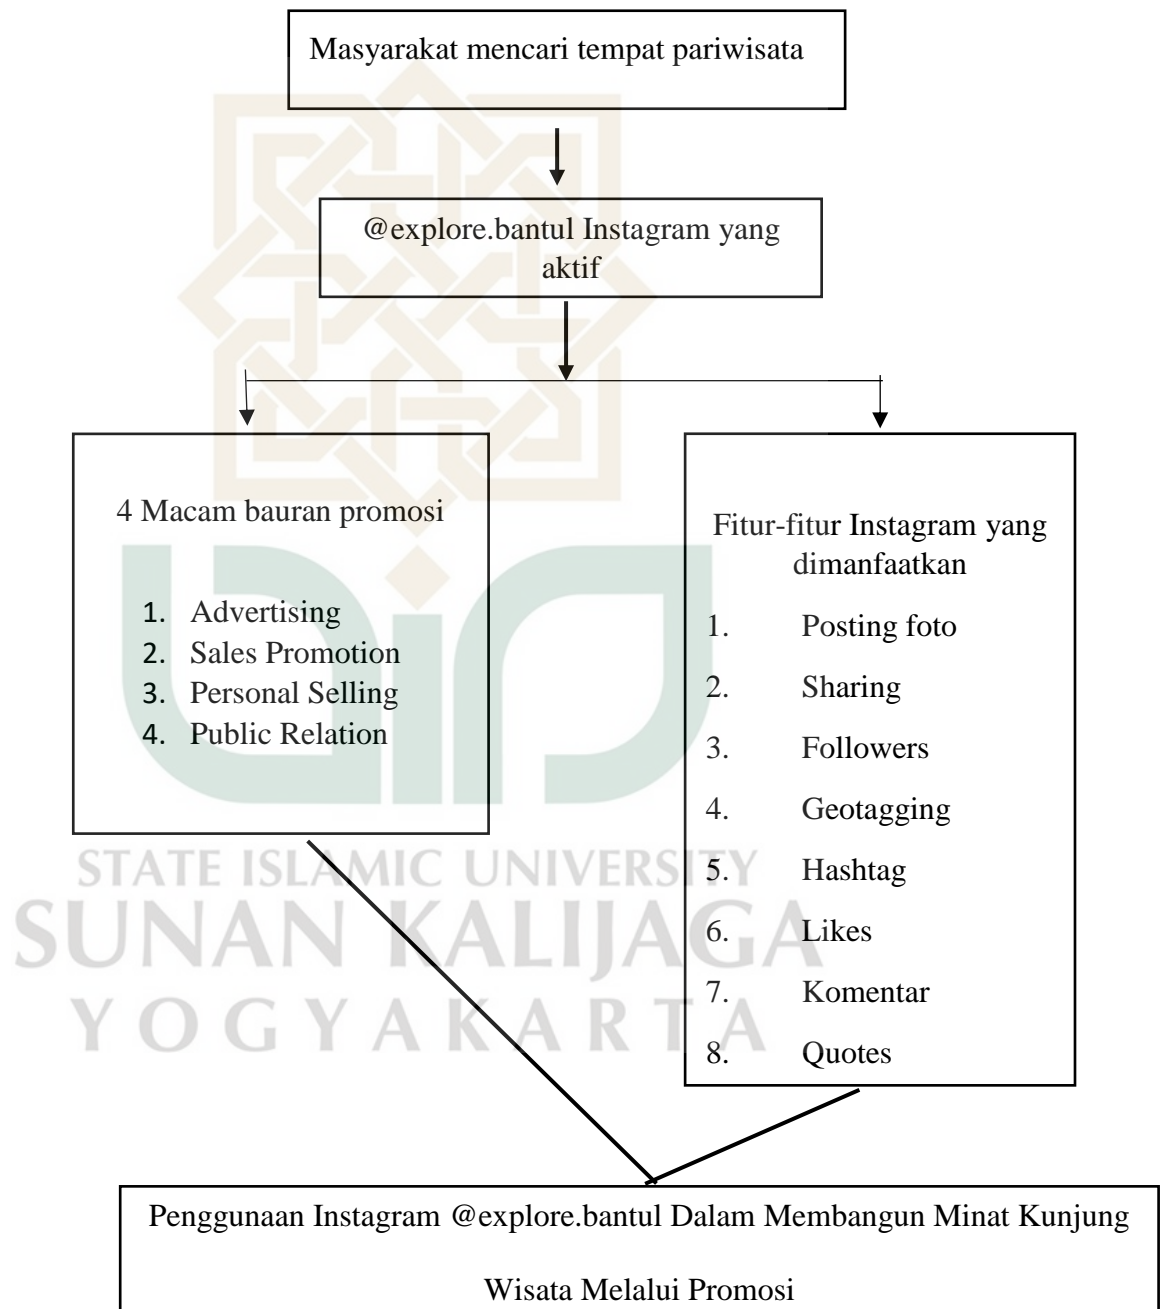 Masyarakat mencari tempat pariwisata
@explore.bantul Instagram yang
aktif
4 Macam bauran promosi
1. Advertising
2. Sales Promotion
3. Personal Selling
4. Public Relation
Fitur-fitur Instagram yang
dimanfaatkan
1. Posting foto
2. Sharing
3. Followers
4. Geotagging
5. Hashtag
6. Likes
7. Komentar
8. Quotes
STATE ISLAMIC UNIVERSITY
SUNAN KALIJAGA
YOGYAKARTA
Penggunaan Instagram @explore.bantul Dalam Membangun Minat Kunjung
Wisata Melalui Promosi